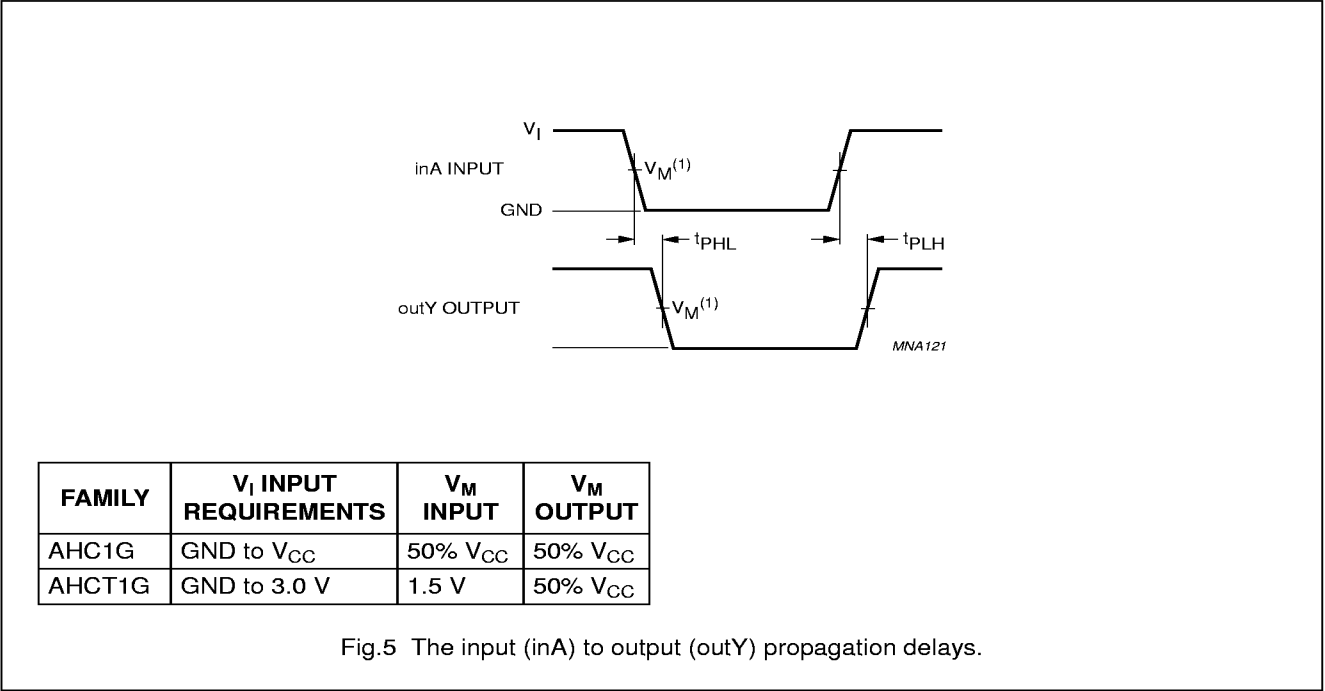 VI
inA INPUT
VM(1)
GND
tPHL
tPLH
outY OUTPUT
VM(1)
MNA121
FAMILY VI INPUT REQUIREMENTS VM INPUT VM OUTPUT
AHC1G GND to VCC 50% VCC 50% VCC
AHCT1G GND to 3.0 V 1.5 V 50% VCC
Fig.5 The input (inA) to output (outY) propagation delays.